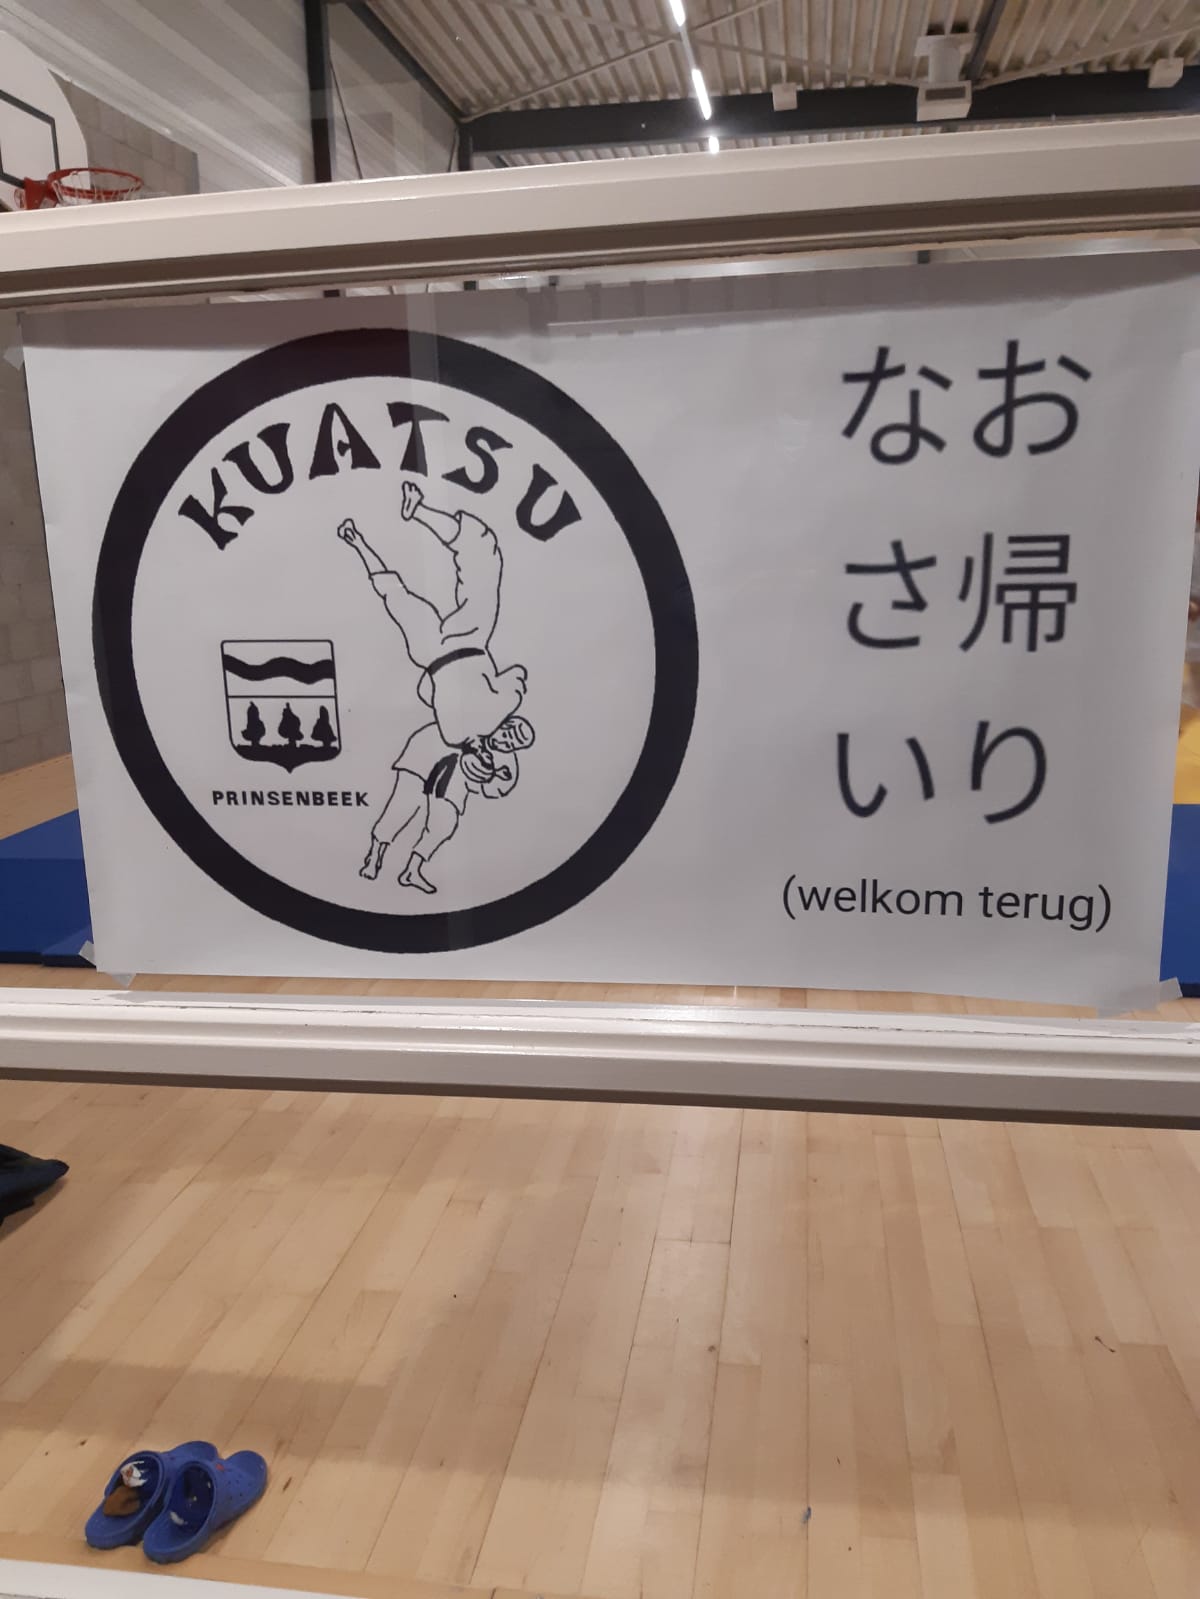 KUATSU
PRINSENBEEK
お帰り
なさい
(welkom terug)